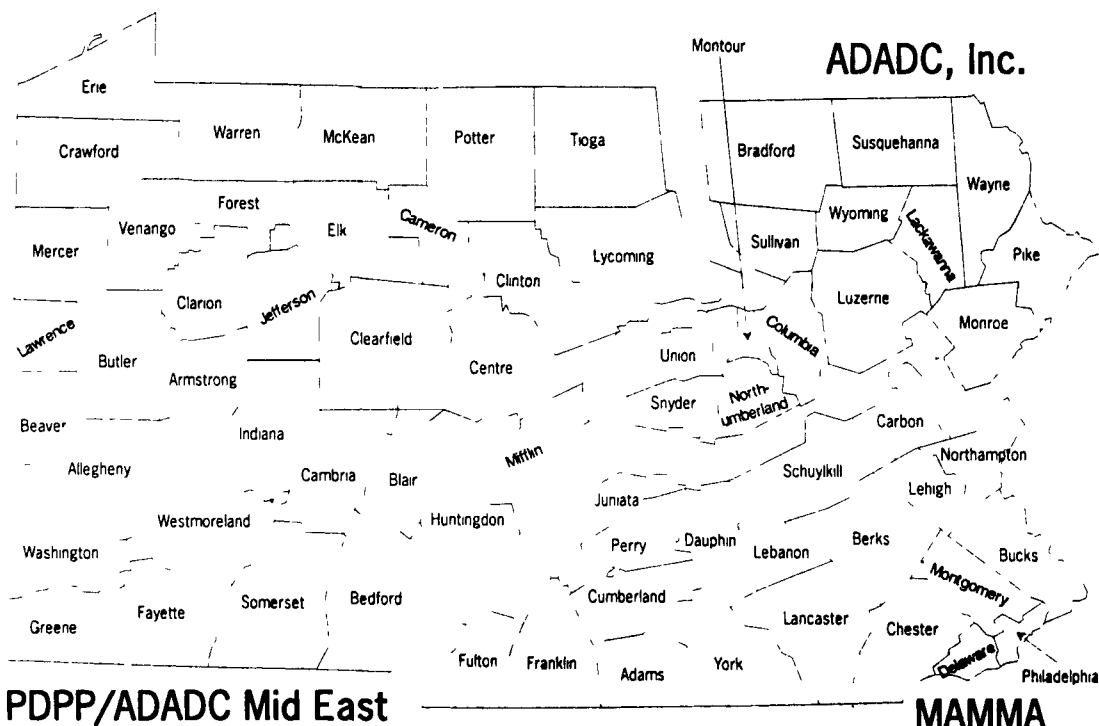 Montour
ADADC, Inc.
Erie
Warren
McKean
Potter
Tioga
Bradford
Susquehanna
Crawford
Wayne
Forest
Venango
Elk
Cameron
Wyoming
Lackawanna
Mercer
Sullivan
Lycoming
Pike
Clinton
Clarion
Jefferson
Luzerne
Lawrence
Monroe
Columbia
Clearfield
Butler
Union
Centre
Armstrong
Snyder
North-
umberland
Beaver
Indiana
Carbon
Mifflin
Allegheny
Northampton
Cambria
Blair
Schuylkill
Lehigh
Juniata
Westmoreland
Huntingdon
Washington
Perry
Dauphin
Lebanon
Berks
Bucks
Montgomery
Bedford
Cumberland
Somerset
Fayette
Lancaster
Greene
Chester
Fulton
Franklin
Adams
York
Delaware
Philadelphia
PDPP/ADADC Mid East
MAMMA